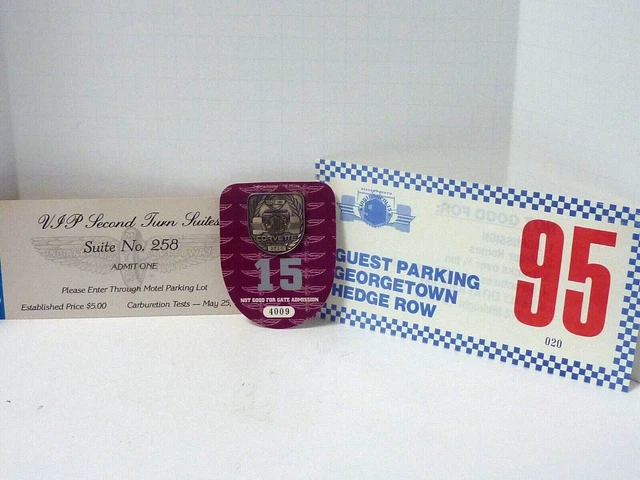 VIP Second Turn Suites
Suite No. 258
ADMIT ONE
Please Enter Through Motel Parking Lot
Established Price $5.00
Carburetion Tests — May 25,
CORVETTE
15
NOT GOOD FOR GATE ADMISSION
4009
GUEST PARKING
GEORGETOWN
HEDGE ROW
95
020